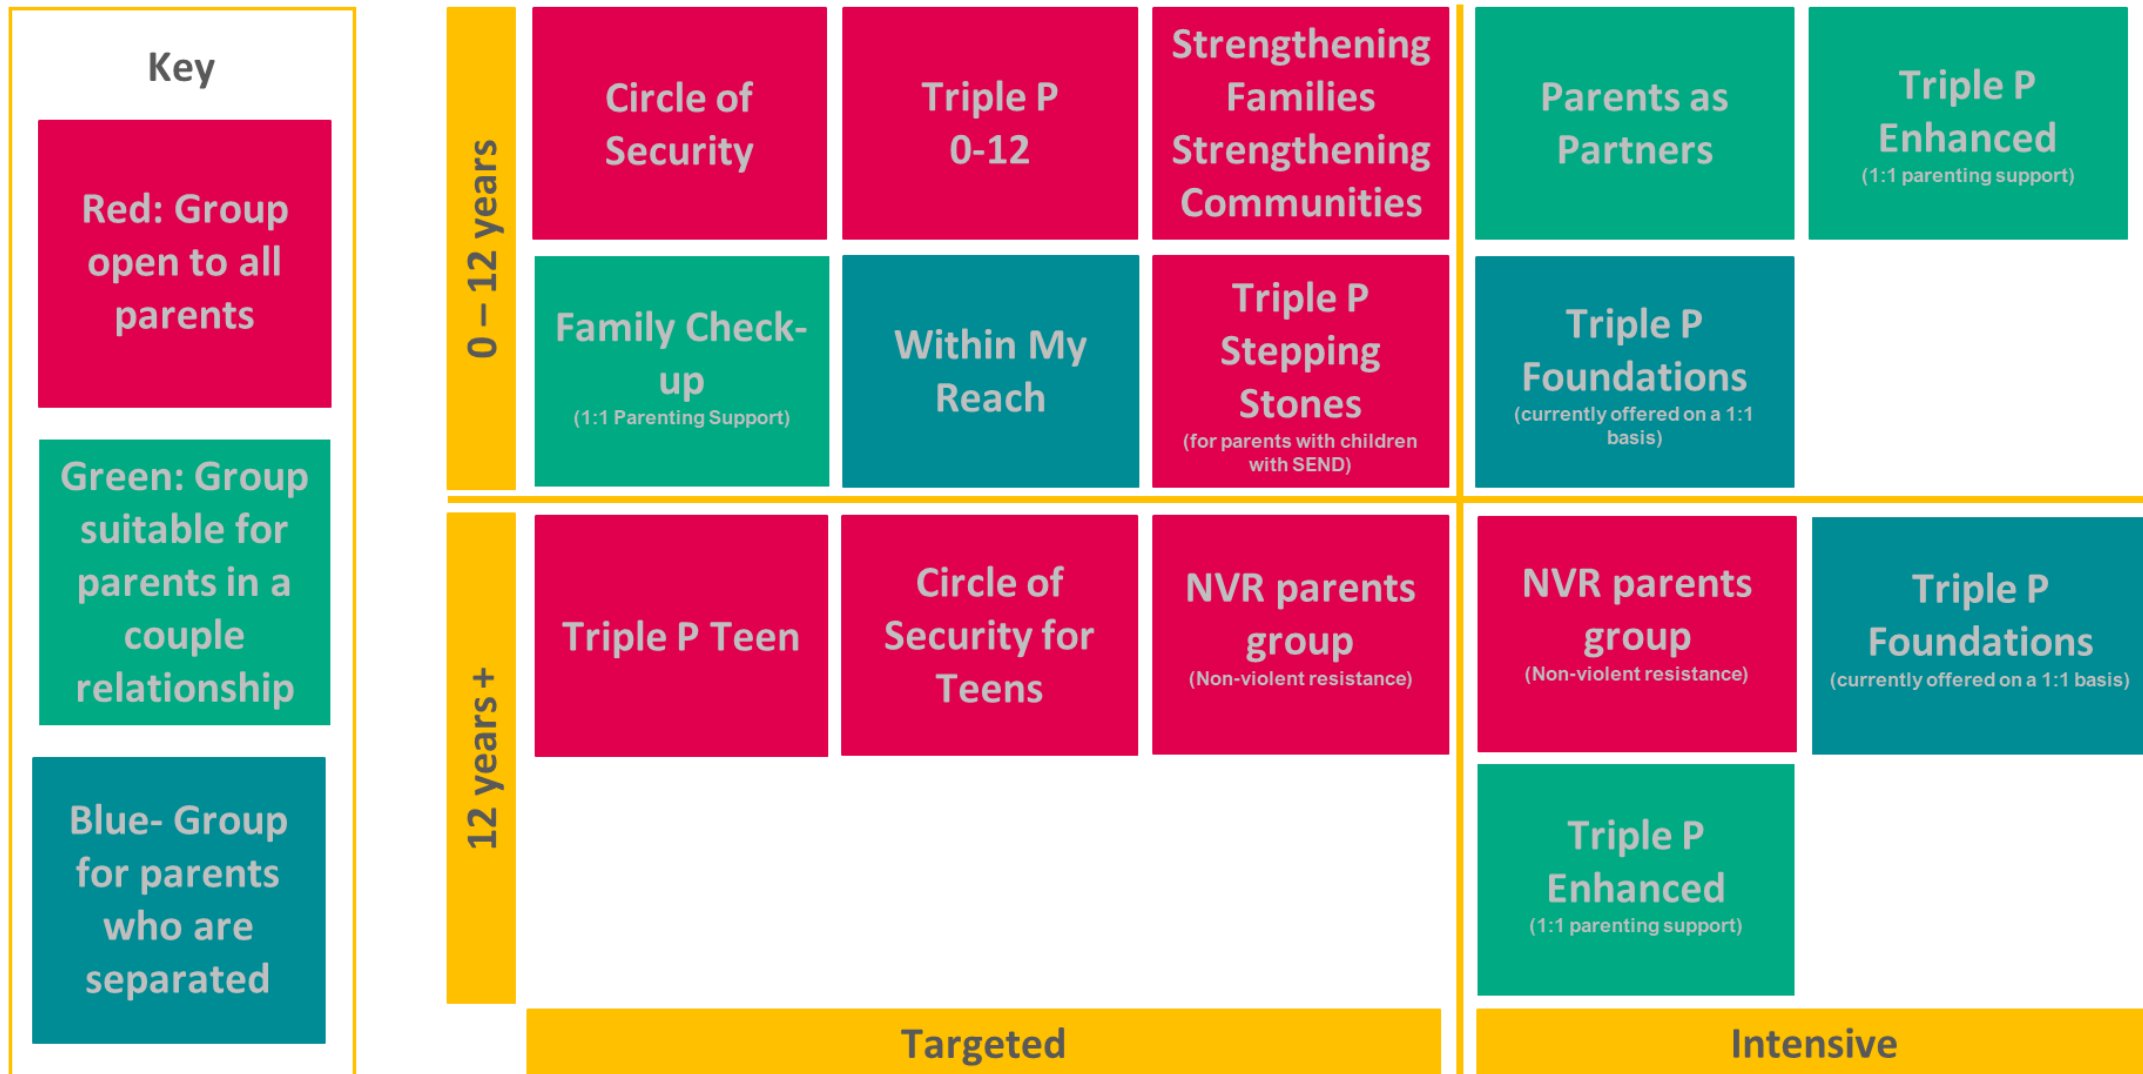 Key
Red: Group
open to all
parents
Green: Group
suitable for
parents in a
couple
relationship
Blue- Group
for parents
who are
separated
0 – 12 years
Circle of
Security
Triple P
0-12
Strengthening
Families
Strengthening
Communities
Parents as
Partners
Triple P
Enhanced
(1:1 parenting support)
Family Check-
up
(1:1 Parenting Support)
Within My
Reach
Triple P
Stepping
Stones
(for parents with children
with SEND)
Triple P
Foundations
(currently offered on a 1:1
basis)
12 years +
Triple P Teen
Circle of
Security for
Teens
NVR parents
group
(Non-violent resistance)
NVR parents
group
(Non-violent resistance)
Triple P
Foundations
(currently offered on a 1:1 basis)
Triple P
Enhanced
(1:1 parenting support)
Targeted
Intensive